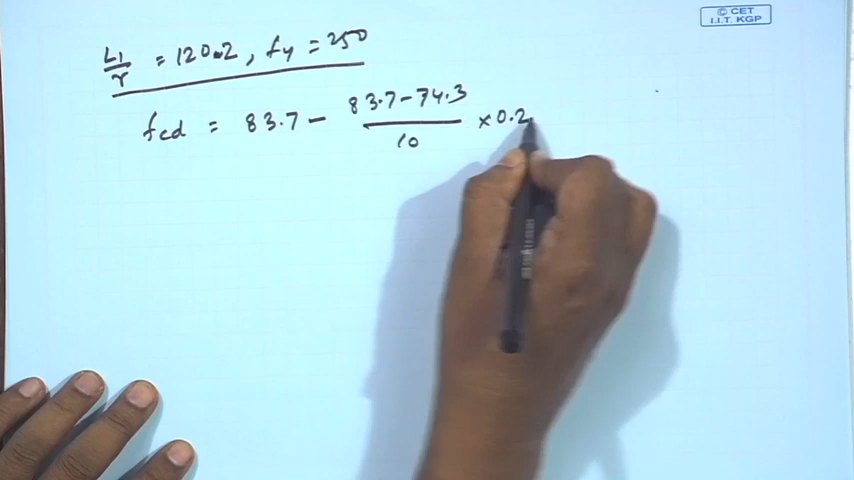 L1/r = 120.2, fy = 250
fcd = 83.7 - (83.7-74.3)/10 × 0.2
© CET
I.I.T. KGP